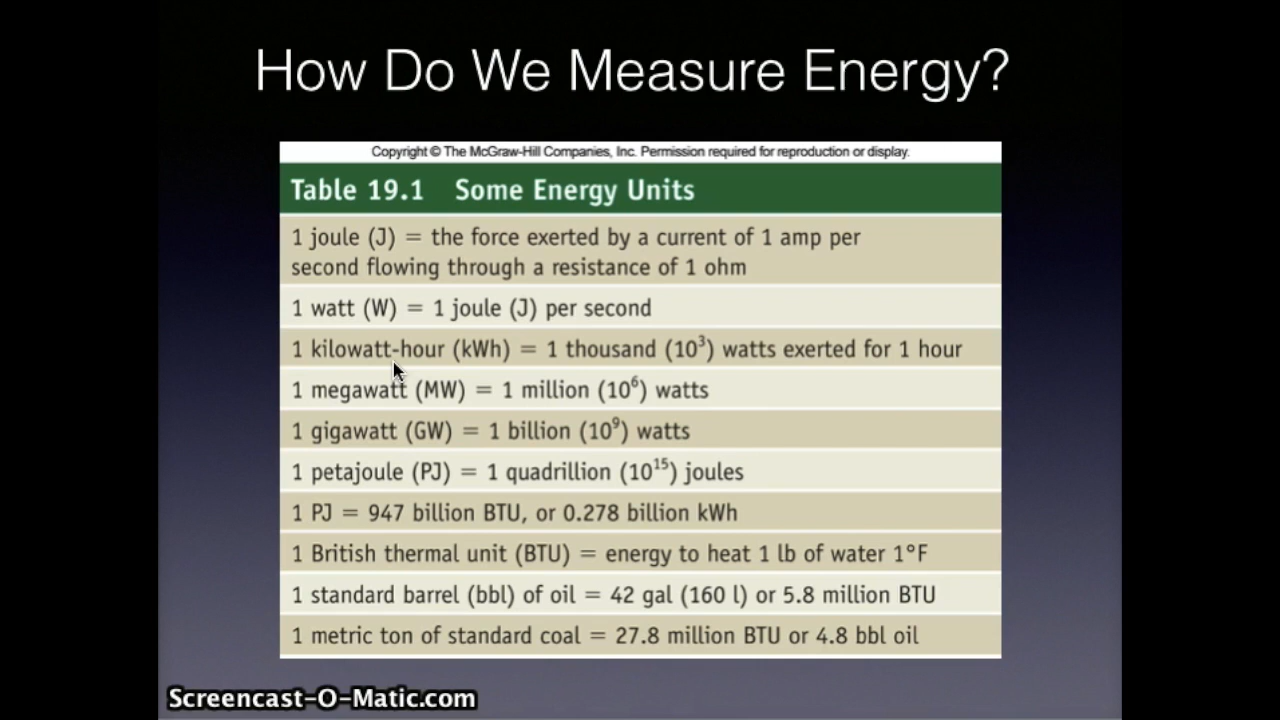 How Do We Measure Energy?
Copyright © The McGraw-Hill Companies, Inc. Permission required for reproduction or display.
Table 19.1 Some Energy Units
1 joule (J) = the force exerted by a current of 1 amp per
second flowing through a resistance of 1 ohm
1 watt (W) = 1 joule (J) per second
1 kilowatt-hour (kWh) = 1 thousand (10³) watts exerted for 1 hour
1 megawatt (MW) = 1 million (10⁶) watts
1 gigawatt (GW) = 1 billion (10⁹) watts
1 petajoule (PJ) = 1 quadrillion (10¹⁵) joules
1 PJ = 947 billion BTU, or 0.278 billion kWh
1 British thermal unit (BTU) = energy to heat 1 lb of water 1°F
1 standard barrel (bbl) of oil = 42 gal (160 l) or 5.8 million BTU
1 metric ton of standard coal = 27.8 million BTU or 4.8 bbl oil
Screencast-O-Matic.com